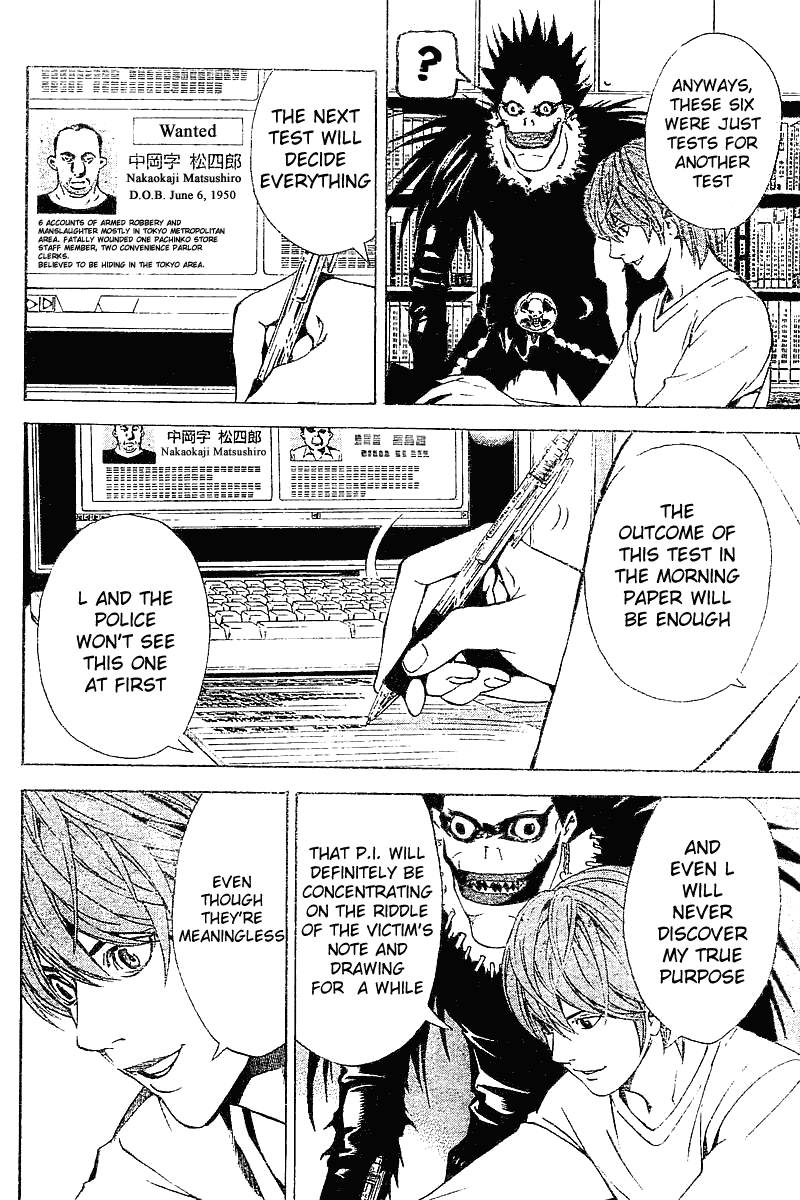 ?
ANYWAYS,
THESE SIX
WERE JUST
TESTS FOR
ANOTHER
TEST
THE NEXT
TEST WILL
DECIDE
EVERYTHING
Wanted
中岡字 松四郎
Nakaokaji Matsushiro
D.O.B. June 6, 1950
6 ACCOUNTS OF ARMED ROBBERY AND
MANSLAUGHTER MOSTLY IN TOKYO METROPOLITAN
AREA. FATALLY WOUNDED ONE PACHINKO STORE
STAFF MEMBER, TWO CONVENIENCE PARLOR
CLERKS.
BELIEVED TO BE HIDING IN THE TOKYO AREA.
THE
OUTCOME OF
THIS TEST IN
THE MORNING
PAPER WILL
BE ENOUGH
中岡字 松四郎
Nakaokaji Matsushiro
L AND THE
POLICE
WON'T SEE
THIS ONE
AT FIRST
AND
EVEN L
WILL
NEVER
DISCOVER
MY TRUE
PURPOSE
THAT P.I. WILL
DEFINITELY BE
CONCENTRATING
ON THE RIDDLE
OF THE VICTIM'S
NOTE AND
DRAWING
FOR A WHILE
EVEN
THOUGH
THEY'RE
MEANINGLESS